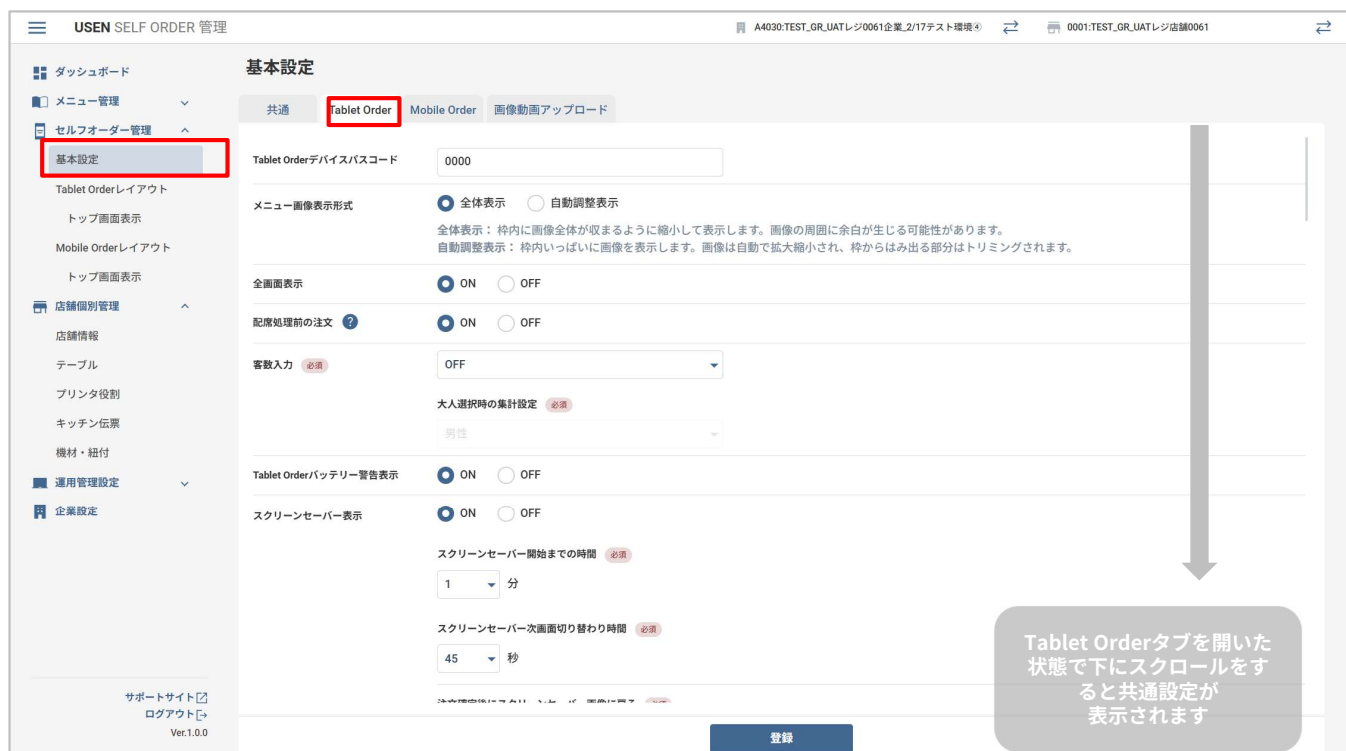 USEN SELF ORDER 管理
A4030:TEST_GR_UATレジ0061企業_2/17テスト環境④
0001:TEST_GR_UATレジ店舗0061
ダッシュボード
メニュー管理
セルフオーダー管理
基本設定
Tablet Orderレイアウト
トップ画面表示
Mobile Orderレイアウト
トップ画面表示
店舗個別管理
店舗情報
テーブル
プリンタ役割
キッチン伝票
機材・紐付
運用管理設定
企業設定
サポートサイト
ログアウト
Ver.1.0.0
基本設定
共通 Tablet Order Mobile Order 画像動画アップロード
Tablet Orderデバイスパスコード 0000
メニュー画像表示形式 全体表示 自動調整表示
全体表示： 枠内に画像全体が収まるように縮小して表示します。画像の周囲に余白が生じる可能性があります。
自動調整表示： 枠内いっぱいに画像を表示します。画像は自動で拡大縮小され、枠からはみ出る部分はトリミングされます。
全画面表示 ON OFF
配席処理前の注文 ? ON OFF
客数入力 必須 OFF
大人選択時の集計設定 必須
男性
Tablet Orderバッテリー警告表示 ON OFF
スクリーンセーバー表示 ON OFF
スクリーンセーバー開始までの時間 必須
1 分
スクリーンセーバー次画面切り替わり時間 必須
45 秒
登録
Tablet Orderタブを開いた
状態で下にスクロールをす
ると共通設定が
表示されます